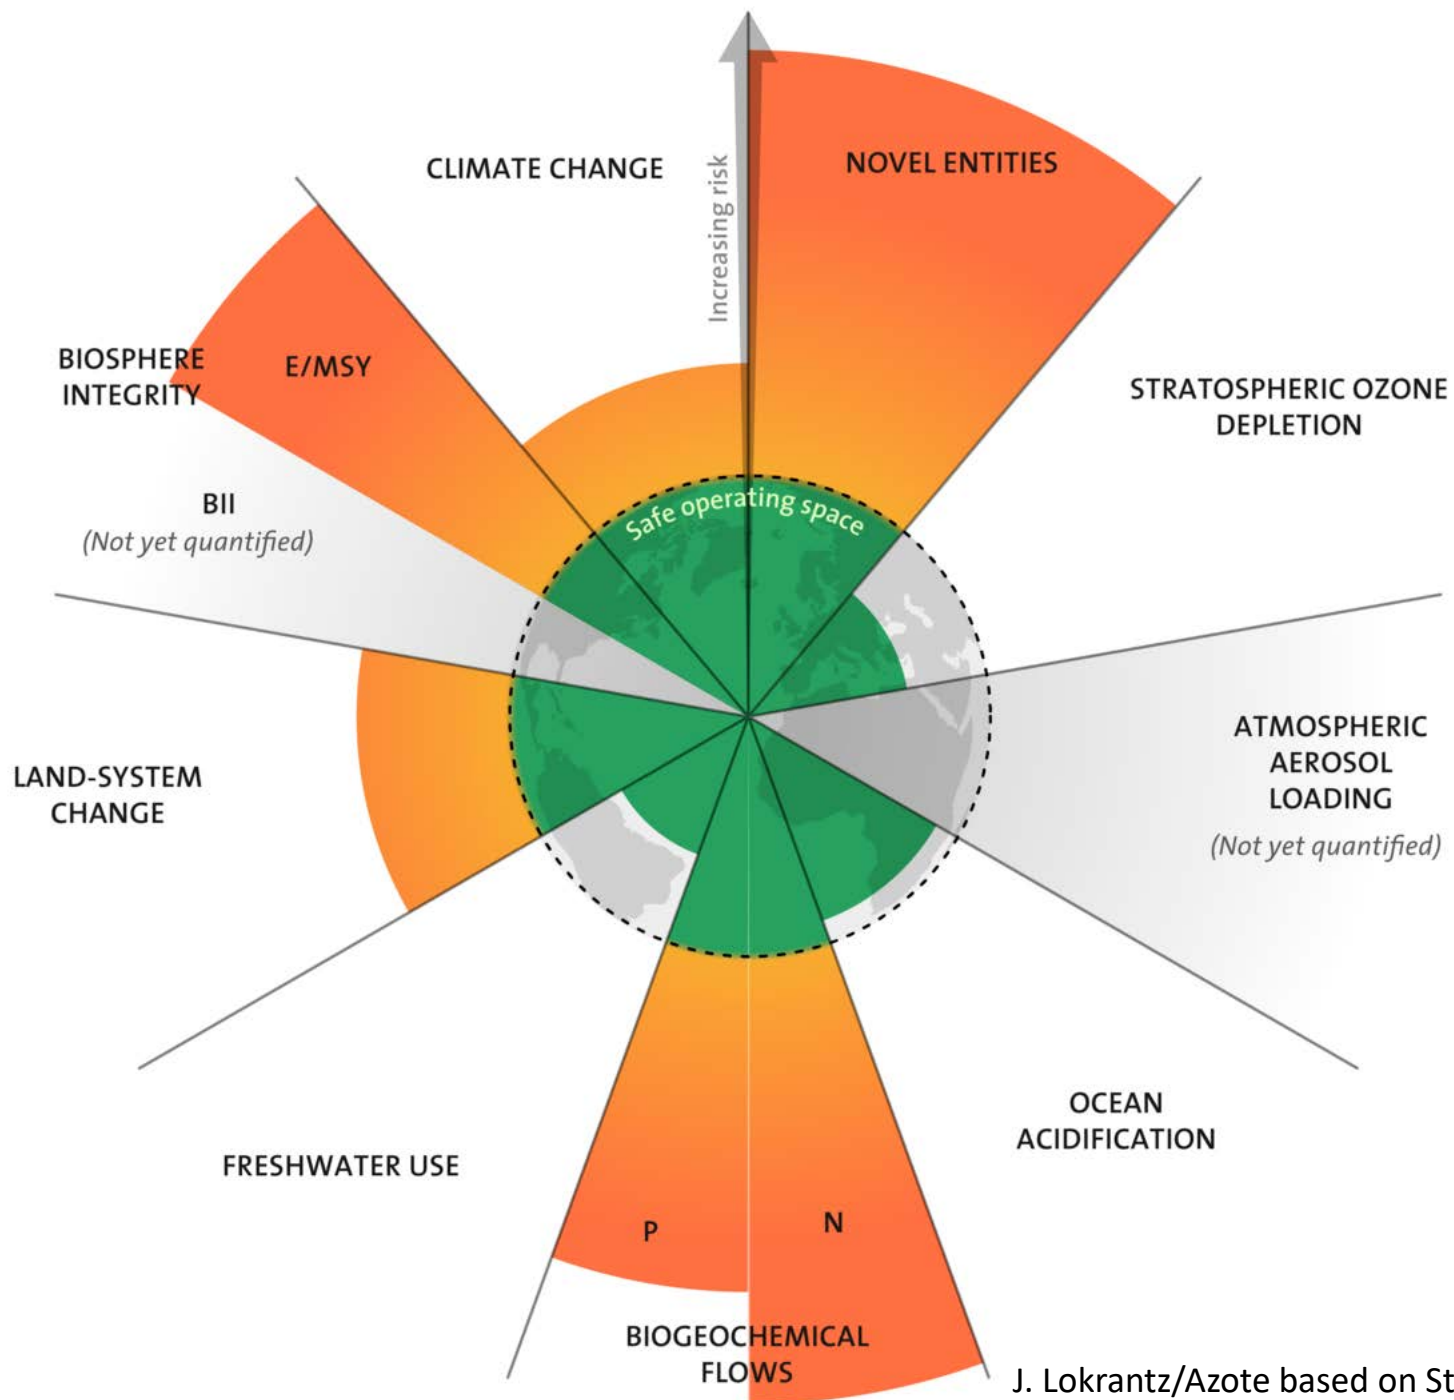 CLIMATE CHANGE
NOVEL ENTITIES
Increasing risk
BIOSPHERE
INTEGRITY
E/MSY
STRATOSPHERIC OZONE
DEPLETION
BII
(Not yet quantified)
Safe operating space
ATMOSPHERIC
AEROSOL
LOADING
(Not yet quantified)
LAND-SYSTEM
CHANGE
OCEAN
ACIDIFICATION
FRESHWATER USE
P
N
BIOGEOCHEMICAL
FLOWS
J. Lokrantz/Azote based on St